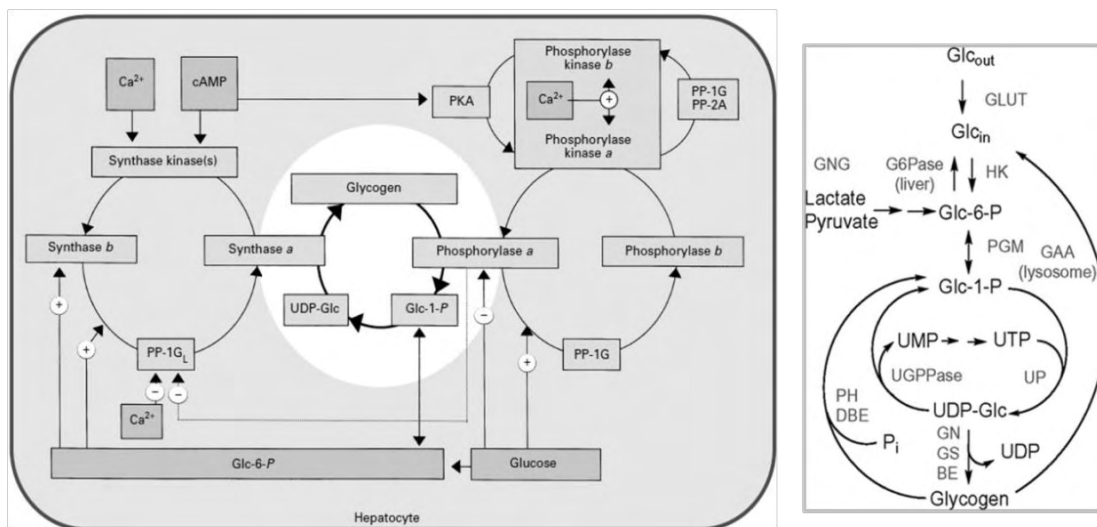 Ca2+
cAMP
Synthase kinase(s)
Synthase b
Synthase a
PP-1GL
Ca2+
+
+
−
−
Glycogen
UDP-Glc
Glc-1-P
PKA
Phosphorylase
kinase b
Ca2+
+
Phosphorylase
kinase a
PP-1G
PP-2A
Phosphorylase a
Phosphorylase b
−
+
PP-1G
Glc-6-P
Glucose
Hepatocyte
Glcout
GLUT
Glcin
GNG
G6Pase
(liver)
HK
Lactate
Pyruvate
Glc-6-P
PGM
GAA
(lysosome)
Glc-1-P
UMP
UTP
UGPPase
UP
PH
DBE
UDP-Glc
Pi
GN
GS
BE
UDP
Glycogen